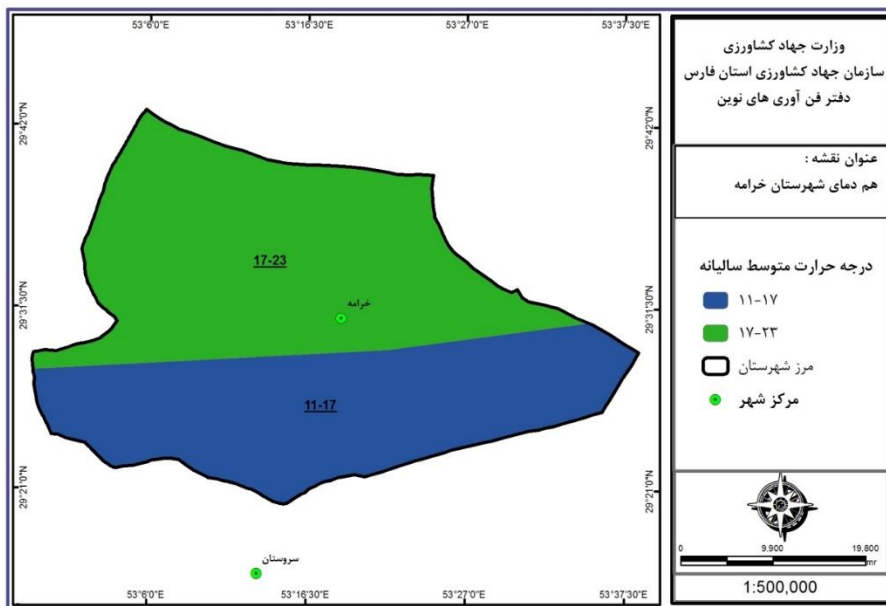 53°6'0"E 53°16'30"E 53°27'0"E 53°37'30"E
29°42'0"N 29°42'0"N
29°31'30"N 29°31'30"N
29°21'0"N 29°21'0"N
17-23
خرامه
11-17
سروستان
53°6'0"E 53°16'30"E 53°27'0"E 53°37'30"E
وزارت جهاد کشاورزی
سازمان جهاد کشاورزی استان فارس
دفتر فن آوری های نوین
عنوان نقشه :
هم دمای شهرستان خرامه
درجه حرارت متوسط سالیانه
۱۱-۱۷
۱۷-۲۳
مرز شهرستان
مرکز شهر
0 9,900 19,800
mr
1:500,000